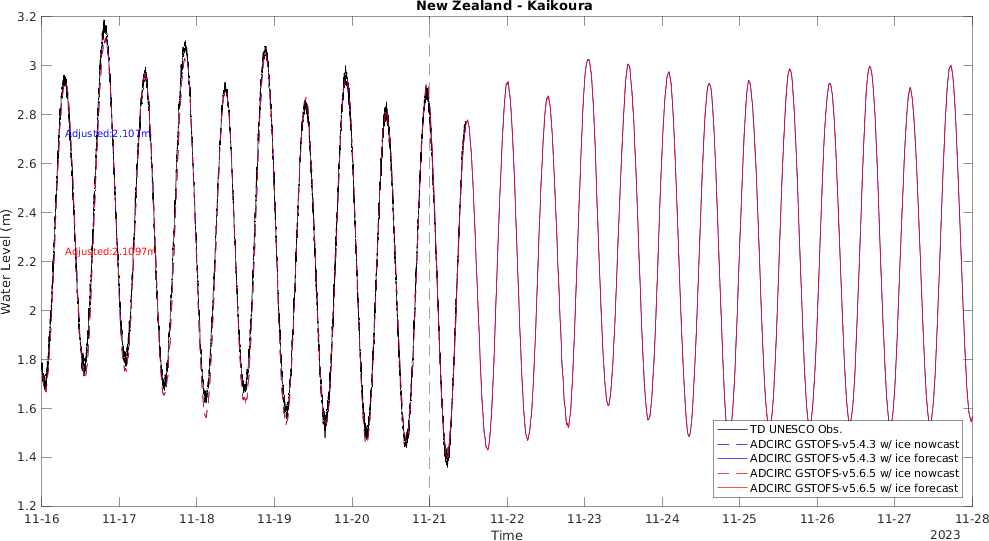 New Zealand - Kaikoura
3.2
3
2.8
2.6
2.4
2.2
2
1.8
1.6
1.4
1.2
Water Level (m)
Adjusted:2.107m
Adjusted:2.1097m
TD UNESCO Obs.
ADCIRC GSTOFS-v5.4.3 w/ ice nowcast
ADCIRC GSTOFS-v5.4.3 w/ ice forecast
ADCIRC GSTOFS-v5.6.5 w/ ice nowcast
ADCIRC GSTOFS-v5.6.5 w/ ice forecast
11-16 11-17 11-18 11-19 11-20 11-21 11-22 11-23 11-24 11-25 11-26 11-27 11-28
Time
2023